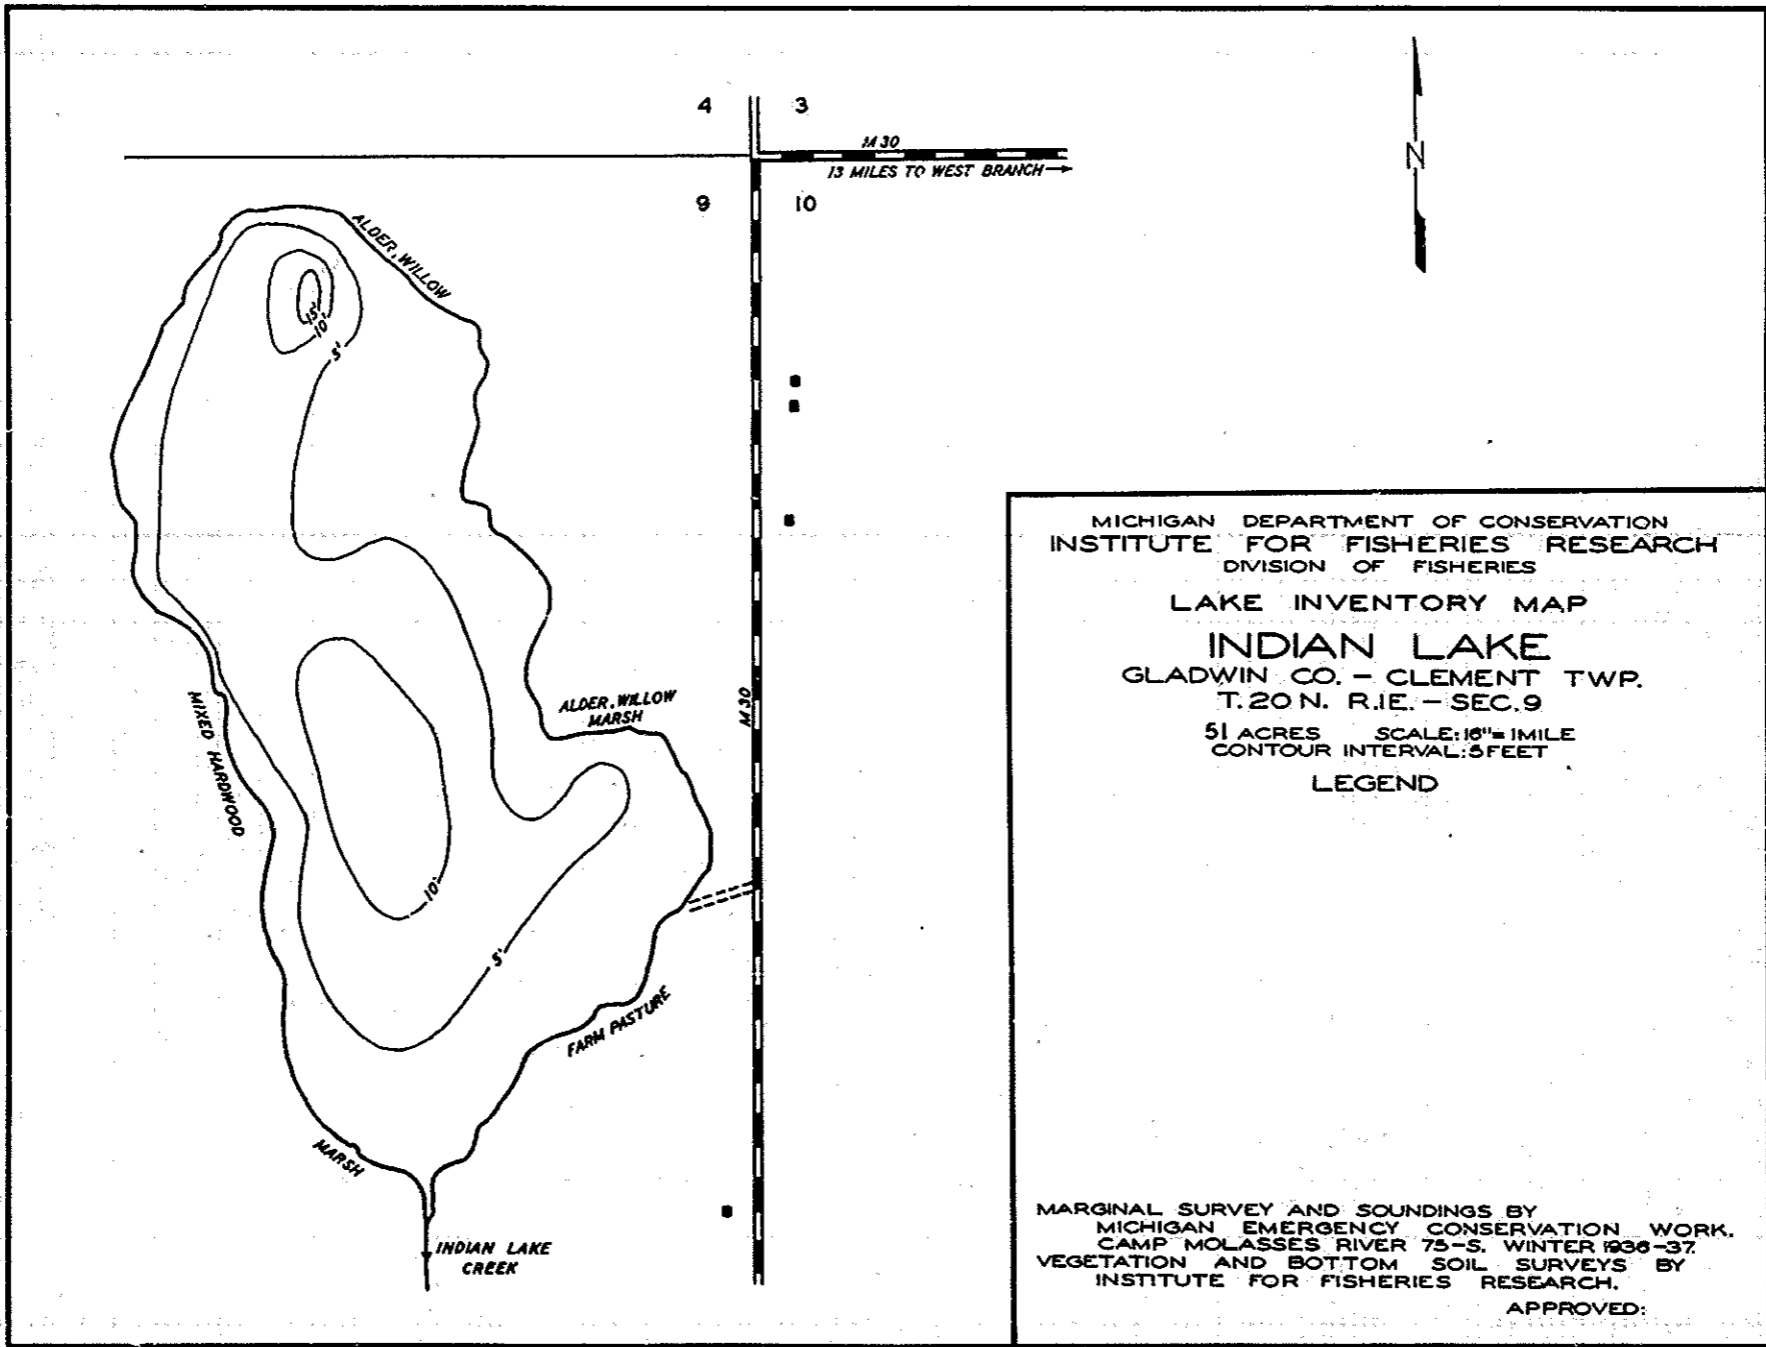 4 3
M 30
13 MILES TO WEST BRANCH
9 10
N
ALDER, WILLOW
15'
10'
5'
MICHIGAN DEPARTMENT OF CONSERVATION
INSTITUTE FOR FISHERIES RESEARCH
DIVISION OF FISHERIES
LAKE INVENTORY MAP
INDIAN LAKE
GLADWIN CO. - CLEMENT TWP.
T. 20 N. R. 1E. - SEC. 9
51 ACRES SCALE: 16" = 1 MILE
CONTOUR INTERVAL: 5 FEET
LEGEND
ALDER, WILLOW
MARSH
M 30
MIXED HARDWOOD
10'
5'
FARM PASTURE
MARSH
INDIAN LAKE
CREEK
MARGINAL SURVEY AND SOUNDINGS BY
MICHIGAN EMERGENCY CONSERVATION WORK.
CAMP MOLASSES RIVER 75-S. WINTER 1936-37.
VEGETATION AND BOTTOM SOIL SURVEYS BY
INSTITUTE FOR FISHERIES RESEARCH.
APPROVED: